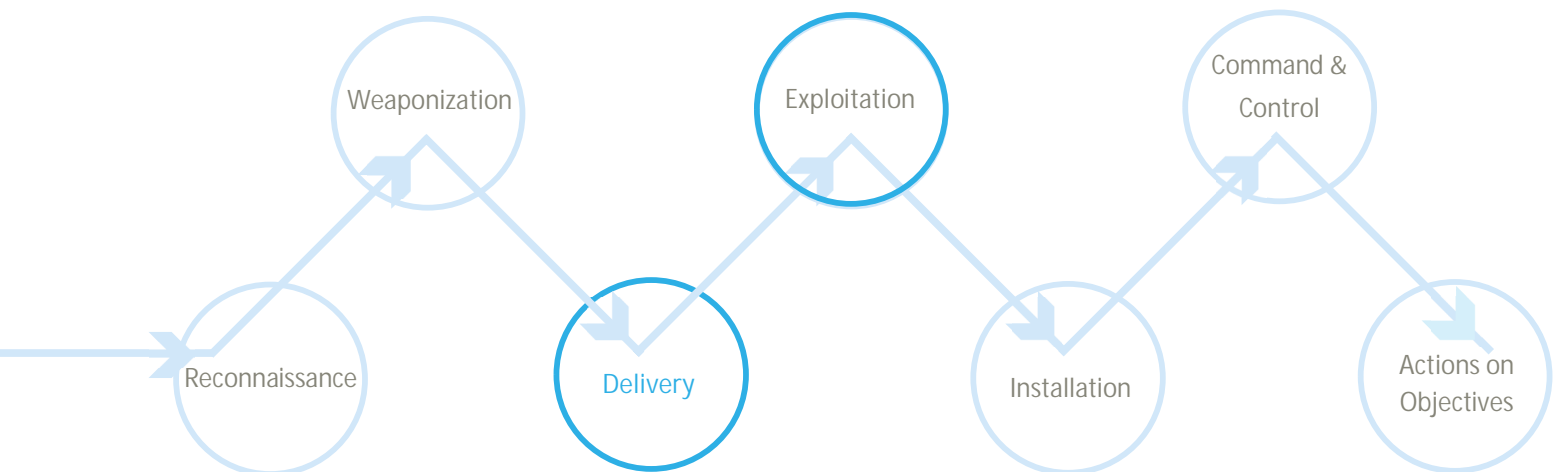 Reconnaissance
Weaponization
Delivery
Exploitation
Installation
Command &
Control
Actions on
Objectives